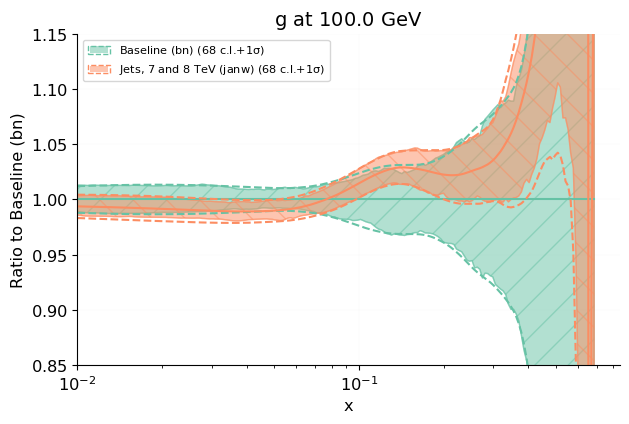 g at 100.0 GeV
Baseline (bn) (68 c.l.+1σ)
Jets, 7 and 8 TeV (janw) (68 c.l.+1σ)
Ratio to Baseline (bn)
1.15
1.10
1.05
1.00
0.95
0.90
0.85
10⁻² 10⁻¹
x